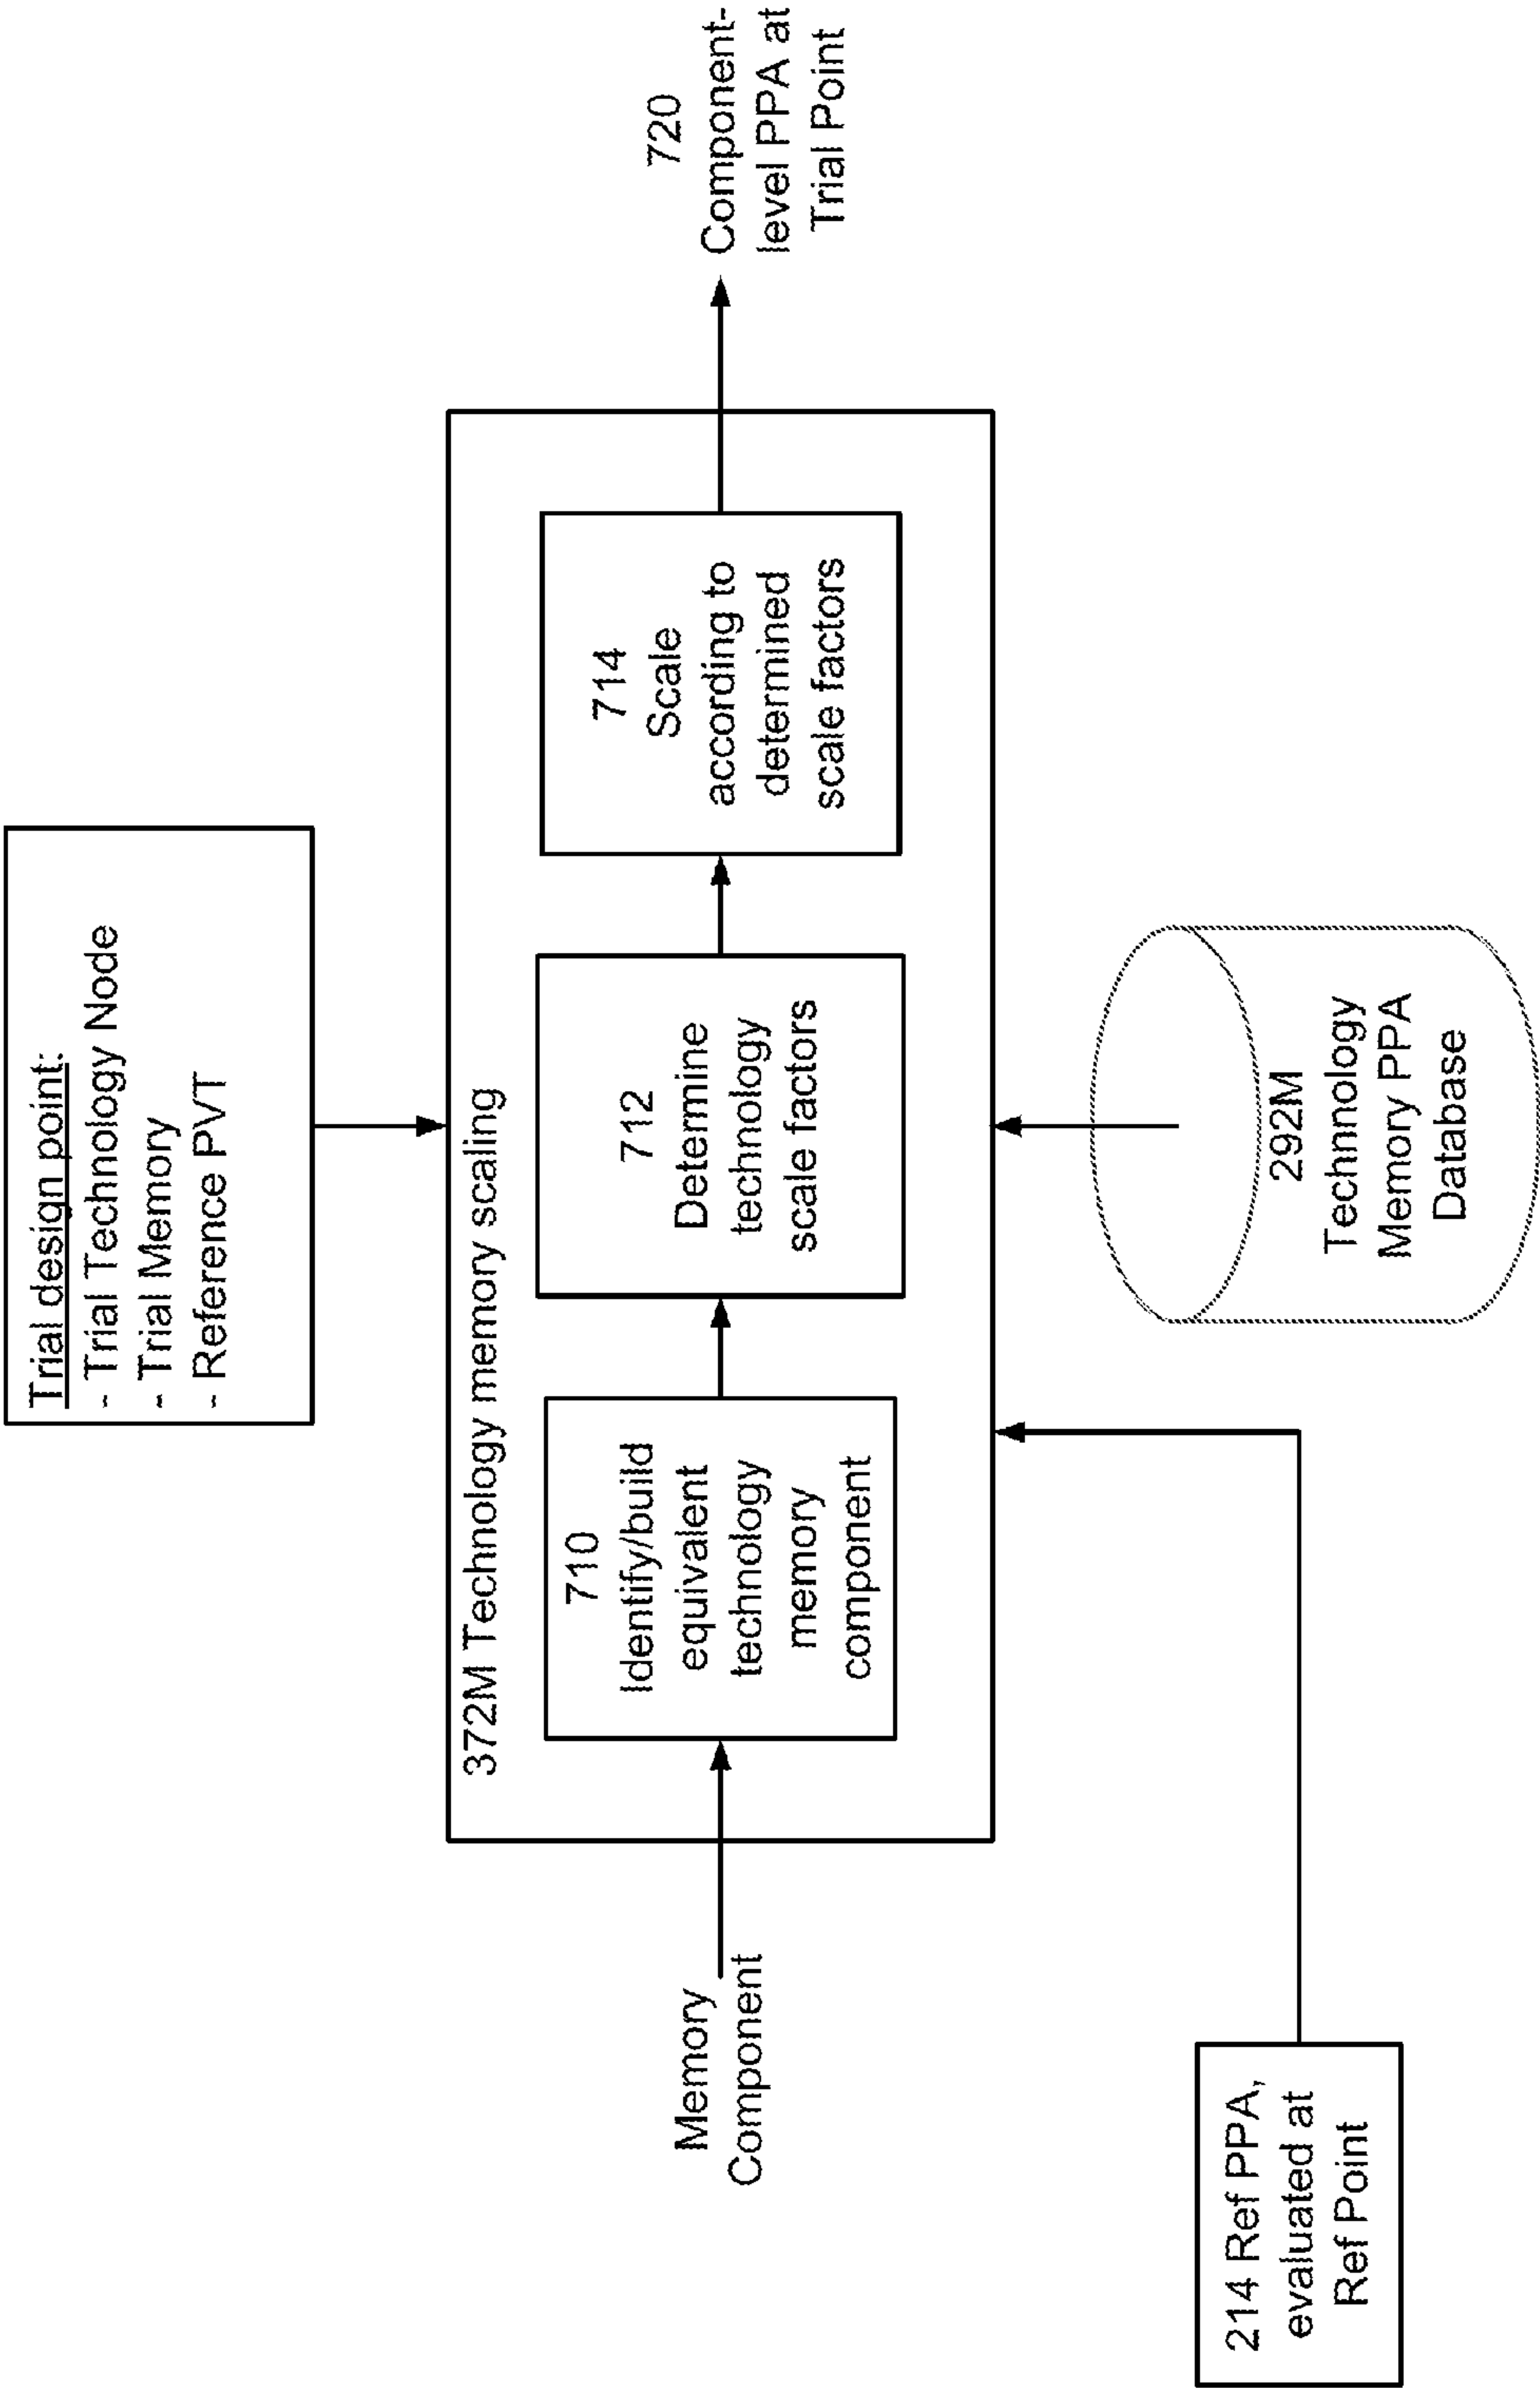 Trial design point:
- Trial Technology Node
- Trial Memory
- Reference PVT
372M Technology memory scaling
Memory
Component
710
Identify/build
equivalent
technology
memory
component
712
Determine
technology
scale factors
714
Scale
according to
determined
scale factors
720
Component-
level PPA at
Trial Point
214 Ref PPA,
evaluated at
Ref Point
292M
Technnology
Memory PPA
Database